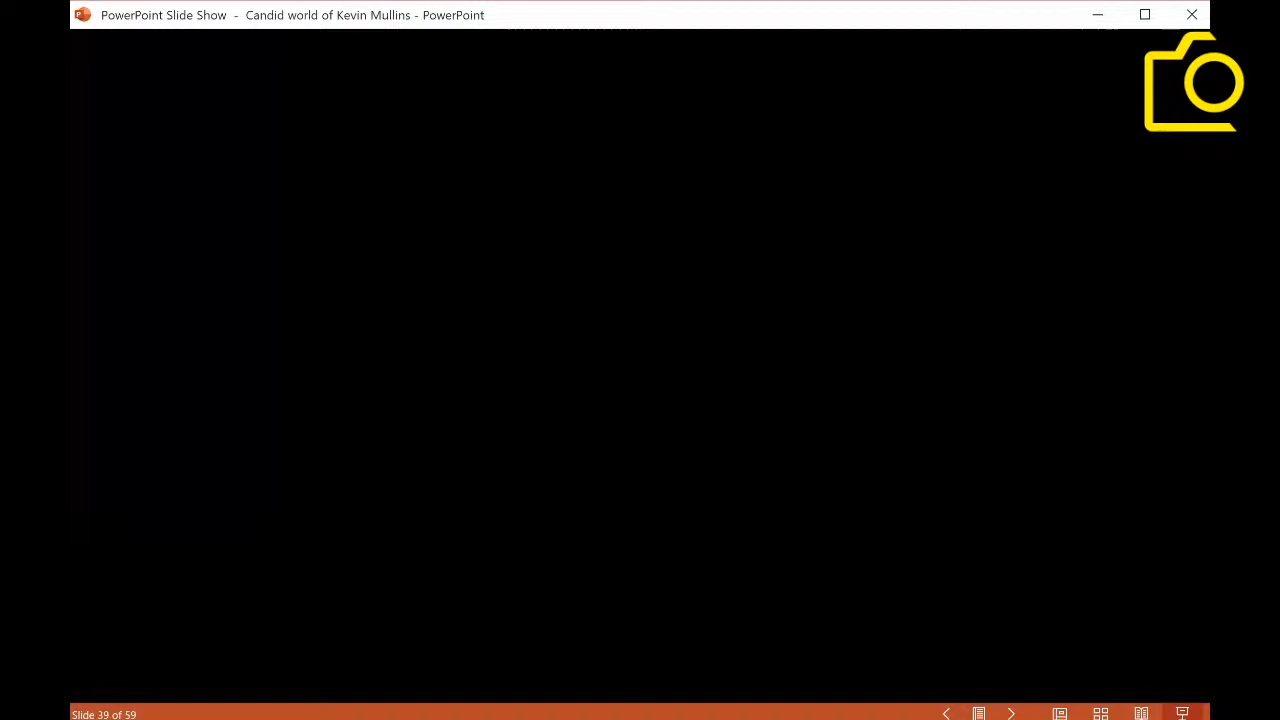 PowerPoint Slide Show - Candid world of Kevin Mullins - PowerPoint
Slide 39 of 59